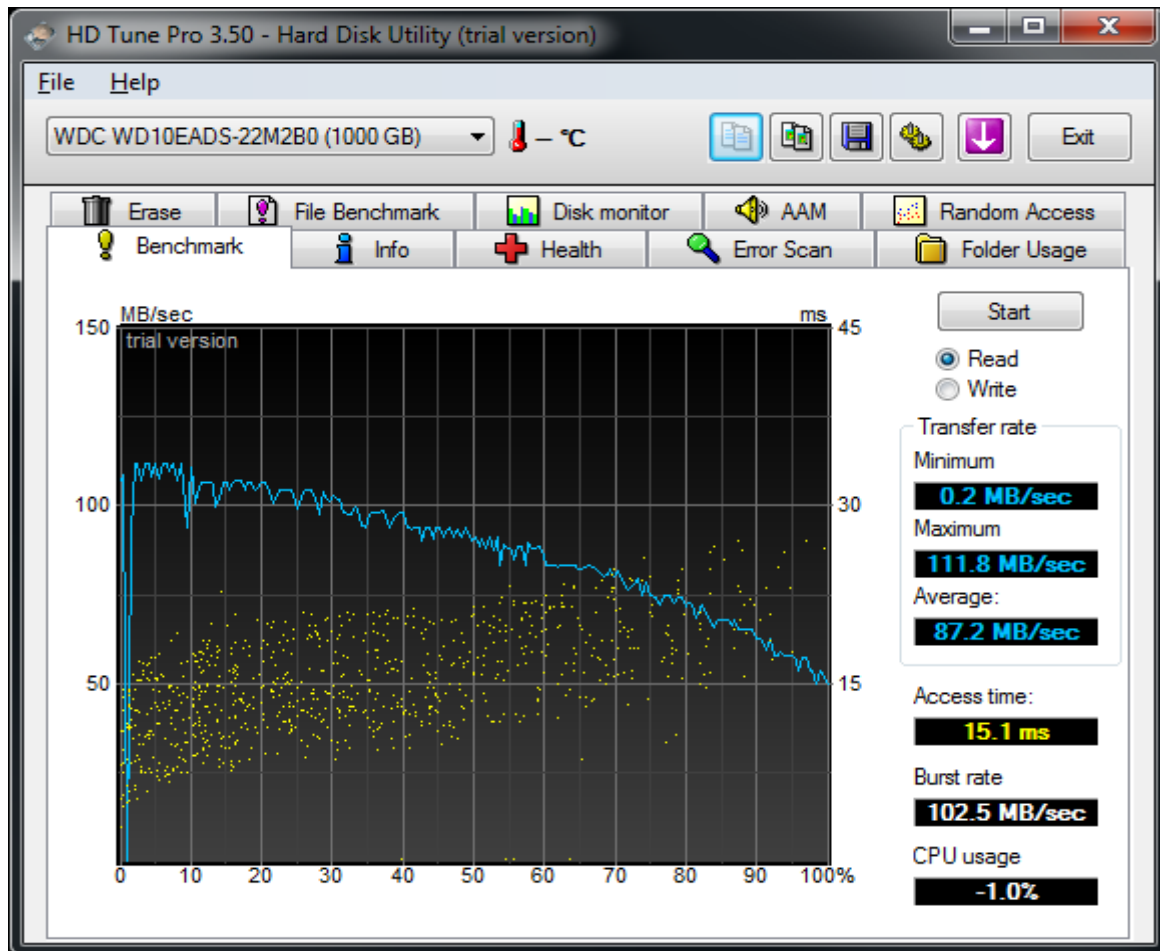 HD Tune Pro 3.50 - Hard Disk Utility (trial version)
File Help
WDC WD10EADS-22M2B0 (1000 GB) – °C Exit
Erase File Benchmark Disk monitor AAM Random Access
Benchmark Info Health Error Scan Folder Usage
MB/sec ms
150 45
trial version
100 30
50 15
0 10 20 30 40 50 60 70 80 90 100%
Start
Read
Write
Transfer rate
Minimum
0.2 MB/sec
Maximum
111.8 MB/sec
Average:
87.2 MB/sec
Access time:
15.1 ms
Burst rate
102.5 MB/sec
CPU usage
-1.0%